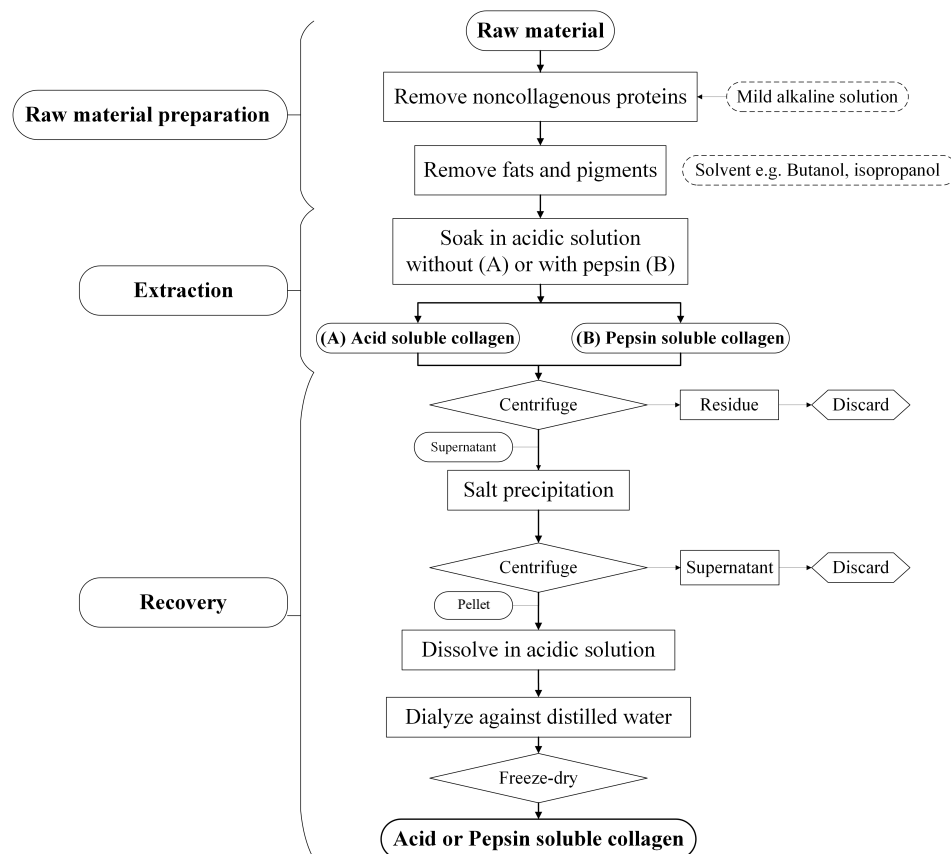 Raw material
Remove noncollagenous proteins
Mild alkaline solution
Raw material preparation
Remove fats and pigments
Solvent e.g. Butanol, isopropanol
Soak in acidic solution
without (A) or with pepsin (B)
Extraction
(A) Acid soluble collagen
(B) Pepsin soluble collagen
Centrifuge
Residue
Discard
Supernatant
Salt precipitation
Centrifuge
Supernatant
Discard
Recovery
Pellet
Dissolve in acidic solution
Dialyze against distilled water
Freeze-dry
Acid or Pepsin soluble collagen